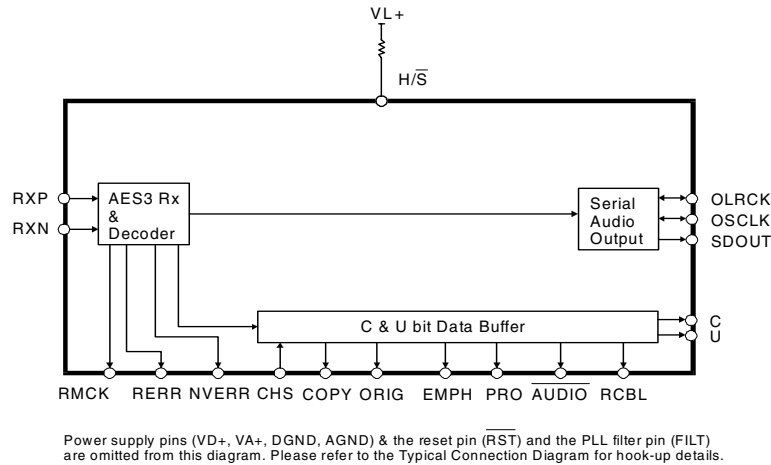 VL+
H/S̅
RXP
RXN
AES3 Rx
&
Decoder
Serial
Audio
Output
OLRCK
OSCLK
SDOUT
C & U bit Data Buffer
C
U
RMCK RERR NVERR CHS COPY ORIG EMPH PRO A̅U̅D̅I̅O̅ RCBL
Power supply pins (VD+, VA+, DGND, AGND) & the reset pin (R̅S̅T̅) and the PLL filter pin (FILT)
are omitted from this diagram. Please refer to the Typical Connection Diagram for hook-up details.